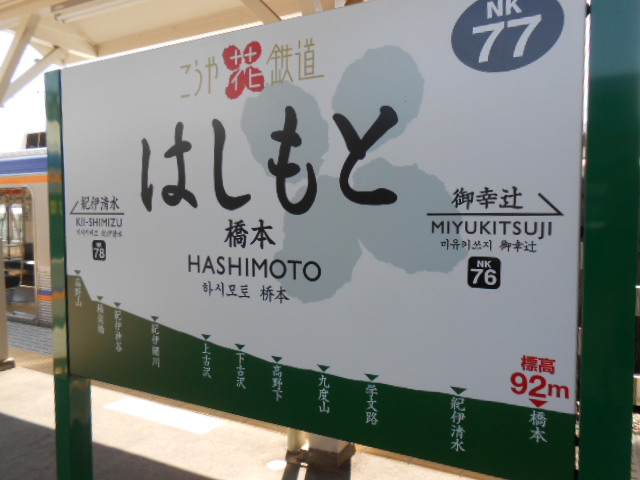 こうや花鉄道
NK
77
はしもと
紀伊清水
KII-SHIMIZU
NK
78
橋本
HASHIMOTO
하시모토 桥本
御幸辻
MIYUKITSUJI
미유키쓰지 御幸辻
NK
76
高野山
極楽橋
紀伊神谷
紀伊細川
上古沢
下古沢
高野下
九度山
学文路
紀伊清水
橋本
標高
92m